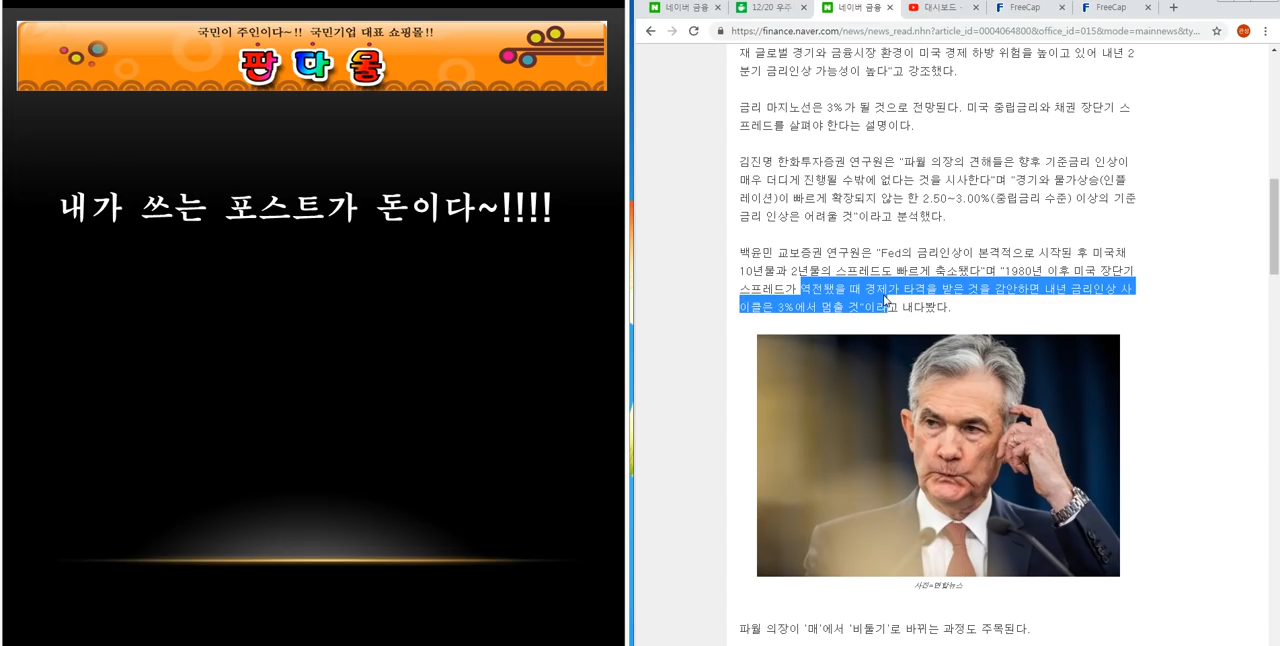 국민이 주인이다~!! 국민기업 대표 쇼핑몰!!
판다몰
내가 쓰는 포스트가 돈이다~!!!!
네이버 금융
12/20 우주
네이버 금융
대시보드 -
FreeCap
FreeCap
https://finance.naver.com/news/news_read.nhn?article_id=0004064800&office_id=015&mode=mainnews&ty...
재 글로벌 경기와 금융시장 환경이 미국 경제 하방 위험을 높이고 있어 내년 2
분기 금리인상 가능성이 높다"고 강조했다.
금리 마지노선은 3%가 될 것으로 전망된다. 미국 중립금리와 채권 장단기 스
프레드를 살펴야 한다는 설명이다.
김진명 한화투자증권 연구원은 "파월 의장의 견해들은 향후 기준금리 인상이
매우 더디게 진행될 수밖에 없다는 것을 시사한다"며 "경기와 물가상승(인플
레이션)이 빠르게 확장되지 않는 한 2.50~3.00%(중립금리 수준) 이상의 기준
금리 인상은 어려울 것"이라고 분석했다.
백윤민 교보증권 연구원은 "Fed의 금리인상이 본격적으로 시작된 후 미국채
10년물과 2년물의 스프레드도 빠르게 축소됐다"며 "1980년 이후 미국 장단기
스프레드가 역전됐을 때 경제가 타격을 받은 것을 감안하면 내년 금리인상 사
이클은 3%에서 멈출 것"이라고 내다봤다.
사진=연합뉴스
파월 의장이 '매'에서 '비둘기'로 바뀌는 과정도 주목된다.